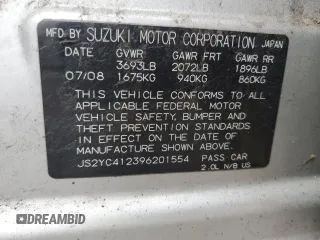 MFD BY SUZUKI MOTOR CORPORATION JAPAN
DATE GVWR GAWR FRT GAWR RR
3693LB 2072LB 1896LB
07/08 1675KG 940KG 860KG
THIS VEHICLE CONFORMS TO ALL
APPLICABLE FEDERAL MOTOR
VEHICLE SAFETY, BUMPER AND
THEFT PREVENTION STANDARDS
IN EFFECT ON THE DATE OF
MANUFACTURE SHOWN ABOVE.
JS2YC412396201554 PASS CAR
2.0L N/B US
DREAMBID